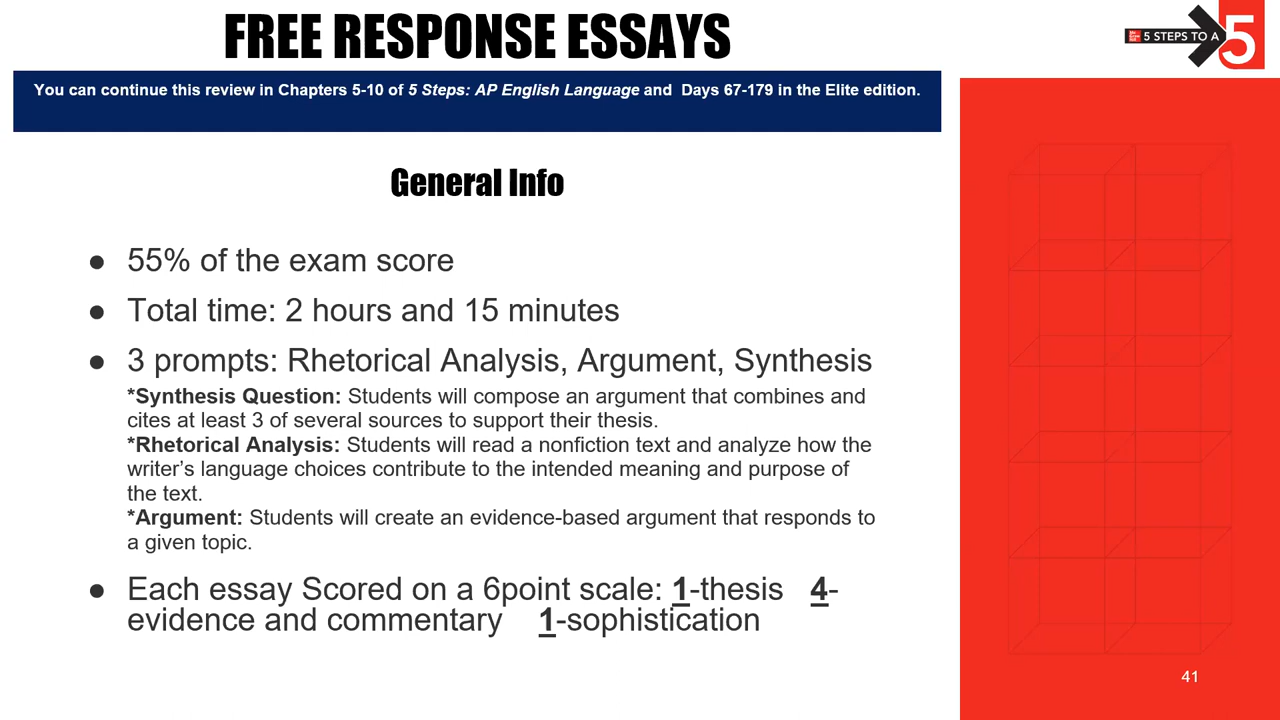 FREE RESPONSE ESSAYS
5 STEPS TO A 5
You can continue this review in Chapters 5-10 of 5 Steps: AP English Language and  Days 67-179 in the Elite edition.
General Info
● 55% of the exam score
● Total time: 2 hours and 15 minutes
● 3 prompts: Rhetorical Analysis, Argument, Synthesis
*Synthesis Question: Students will compose an argument that combines and
cites at least 3 of several sources to support their thesis.
*Rhetorical Analysis: Students will read a nonfiction text and analyze how the
writer's language choices contribute to the intended meaning and purpose of
the text.
*Argument: Students will create an evidence-based argument that responds to
a given topic.
● Each essay Scored on a 6point scale: 1-thesis   4-
evidence and commentary    1-sophistication
41